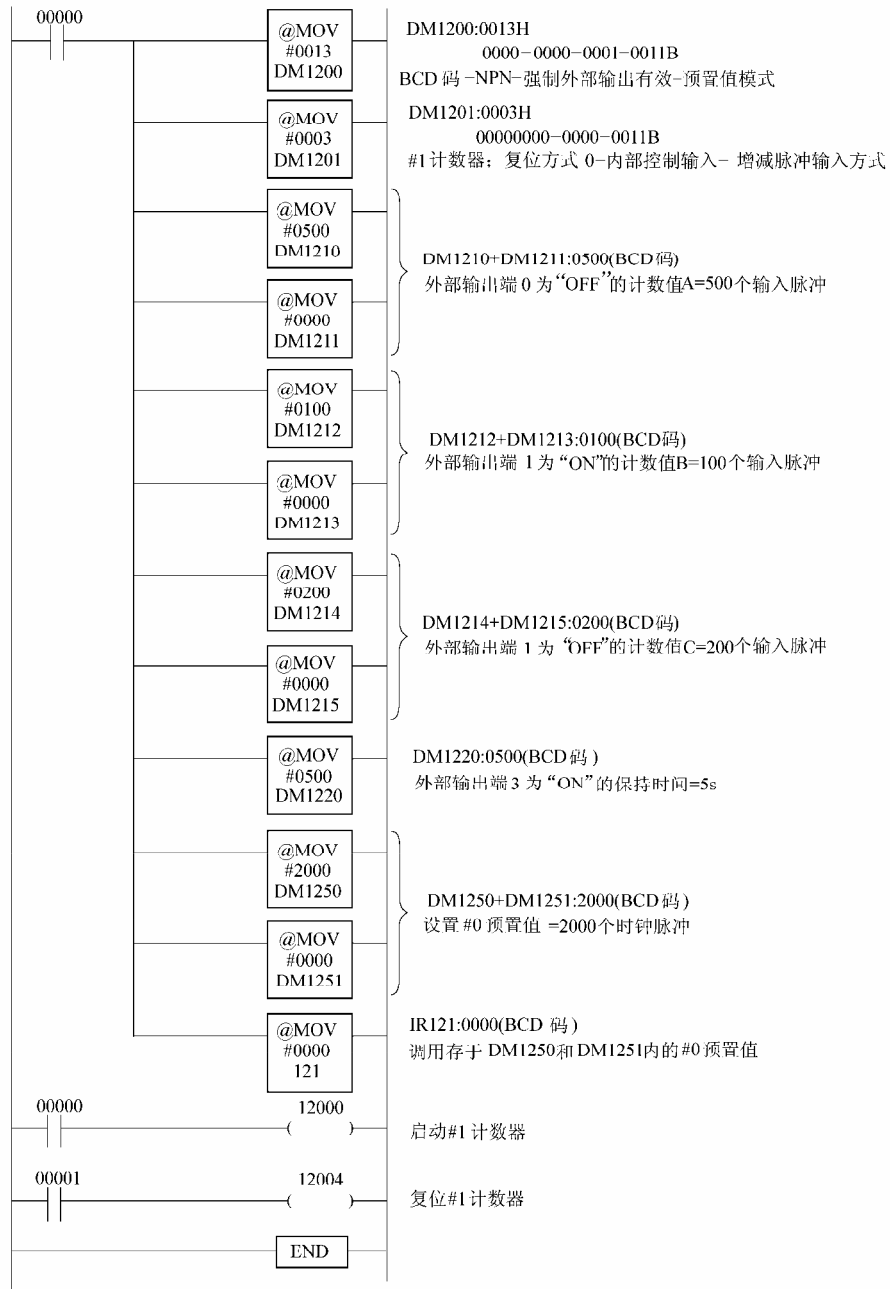 00000
@MOV
#0013
DM1200
DM1200:0013H
0000-0000-0001-0011B
BCD 码-NPN-强制外部输出有效-预置值模式
@MOV
#0003
DM1201
DM1201:0003H
00000000-0000-0011B
#1计数器：复位方式 0-内部控制输入- 增减脉冲输入方式
@MOV
#0500
DM1210
DM1210+DM1211:0500(BCD码)
外部输出端 0 为“OFF”的计数值A=500个输入脉冲
@MOV
#0000
DM1211
@MOV
#0100
DM1212
DM1212+DM1213:0100(BCD码)
外部输出端 1 为“ON”的计数值B=100个输入脉冲
@MOV
#0000
DM1213
@MOV
#0200
DM1214
DM1214+DM1215:0200(BCD码)
外部输出端 1 为“OFF”的计数值C=200个输入脉冲
@MOV
#0000
DM1215
@MOV
#0500
DM1220
DM1220:0500(BCD码)
外部输出端 3 为“ON”的保持时间=5s
@MOV
#2000
DM1250
DM1250+DM1251:2000(BCD码)
设置 #0 预置值 =2000个时钟脉冲
@MOV
#0000
DM1251
@MOV
#0000
121
IR121:0000(BCD 码)
调用存于 DM1250和DM1251内的#0预置值
00000
12000
( )
启动#1计数器
00001
12004
( )
复位#1计数器
END